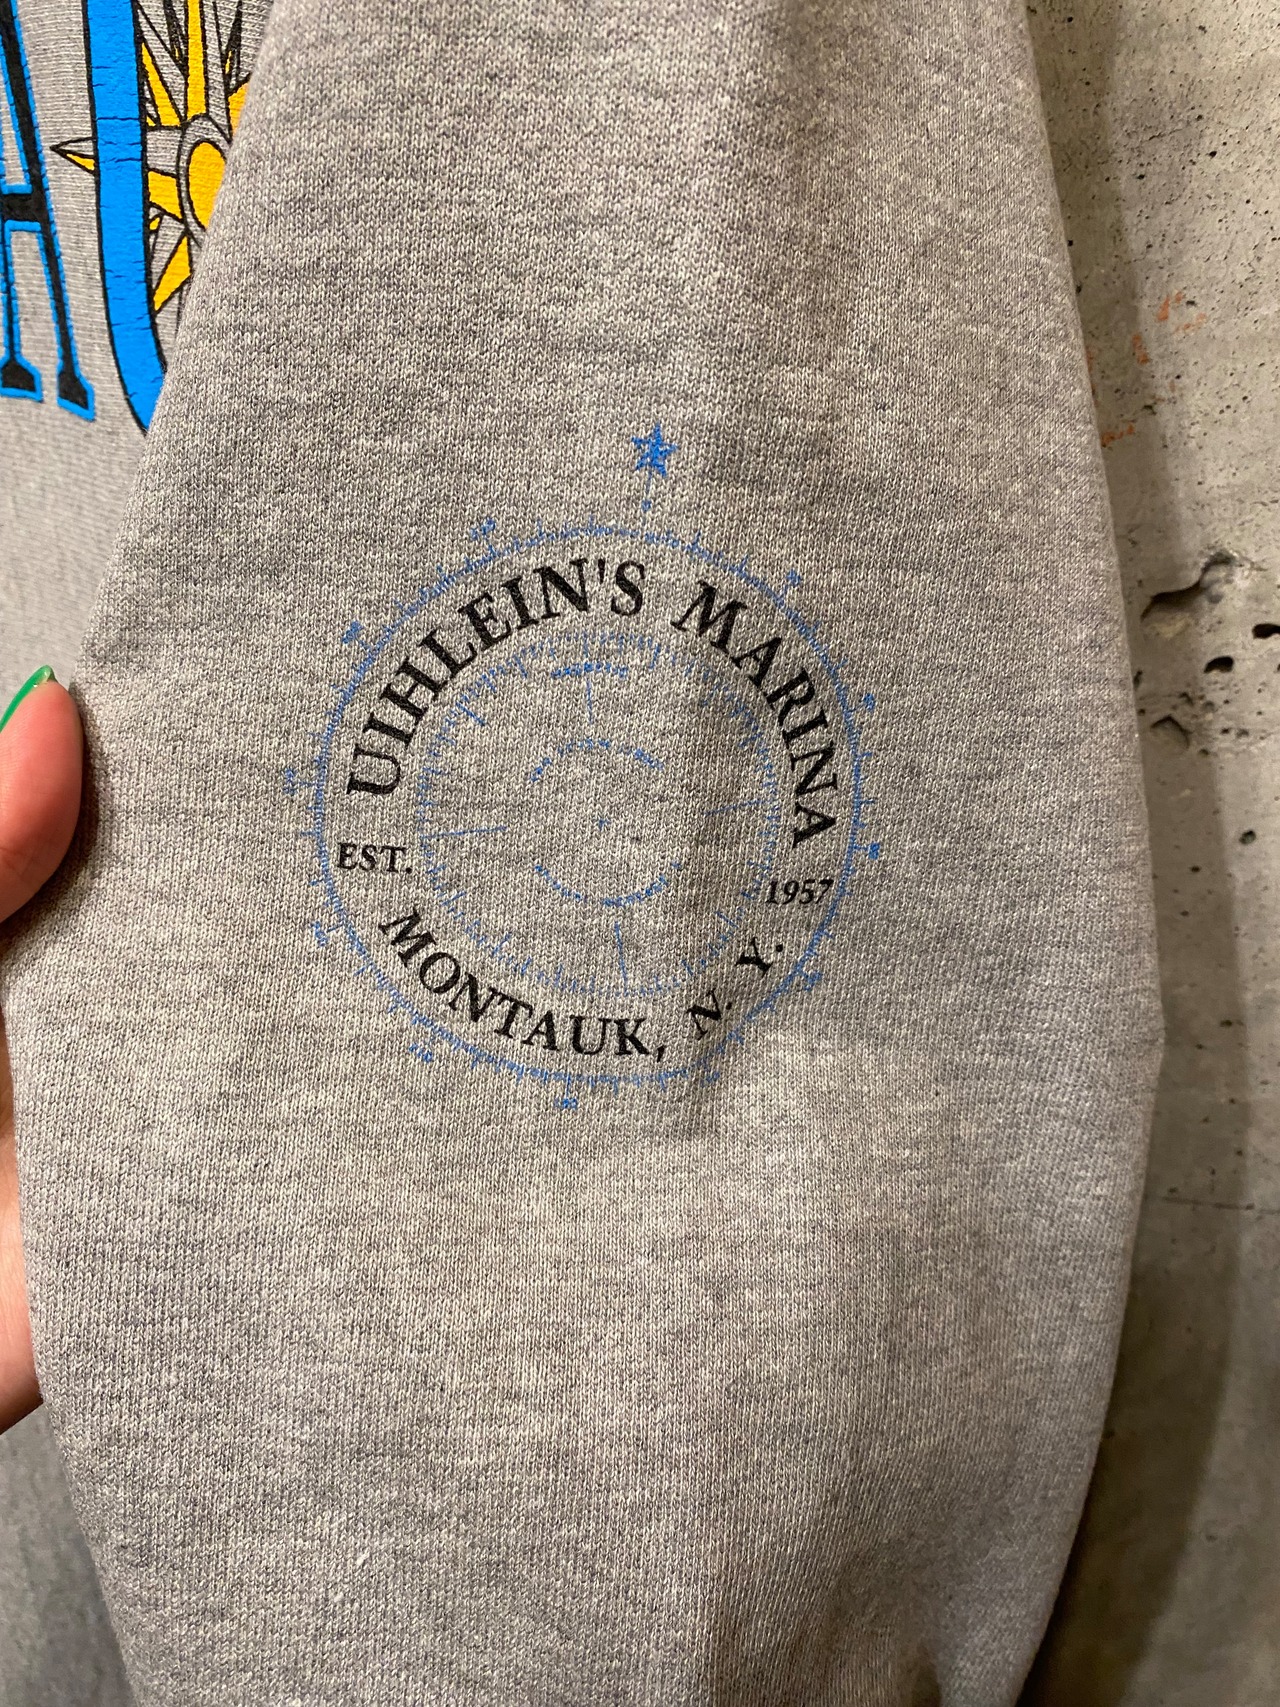 UIHLEIN'S MARINA
EST. 1957
MONTAUK, N. Y.